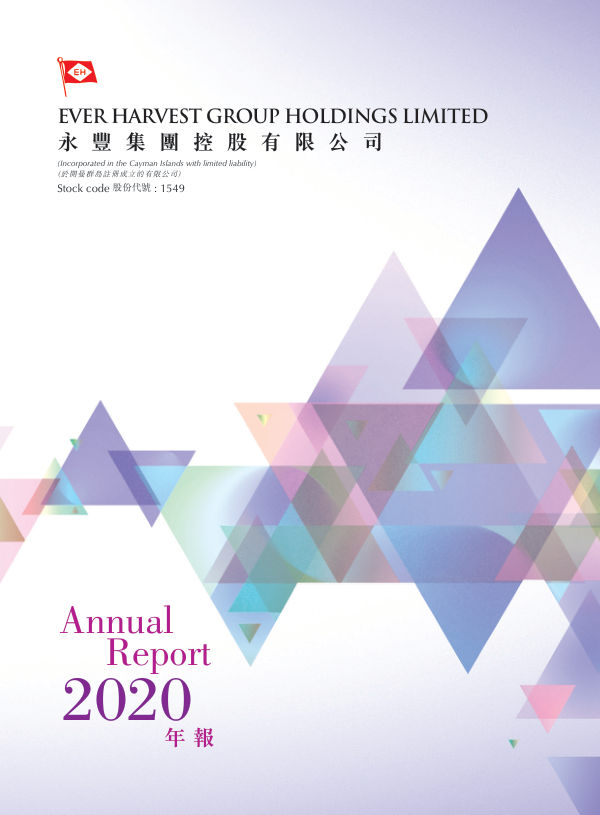 EH
EVER HARVEST GROUP HOLDINGS LIMITED
永豐集團控股有限公司
(Incorporated in the Cayman Islands with limited liability)
(於開曼群島註冊成立的有限公司)
Stock code 股份代號 : 1549
Annual
Report
2020
年報